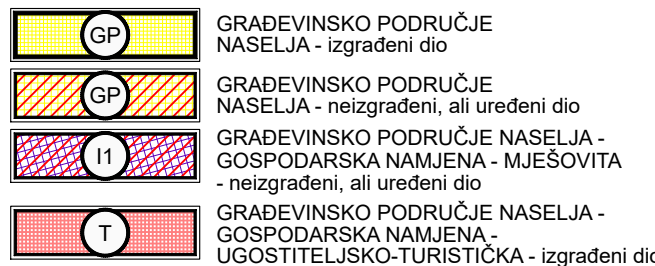 GP
GRAĐEVINSKO PODRUČJE
NASELJA - izgrađeni dio
GP
GRAĐEVINSKO PODRUČJE
NASELJA - neizgrađeni, ali uređeni dio
I1
GRAĐEVINSKO PODRUČJE NASELJA -
GOSPODARSKA NAMJENA - MJEŠOVITA
- neizgrađeni, ali uređeni dio
T
GRAĐEVINSKO PODRUČJE NASELJA -
GOSPODARSKA NAMJENA -
UGOSTITELJSKO-TURISTIČKA - izgrađeni dio